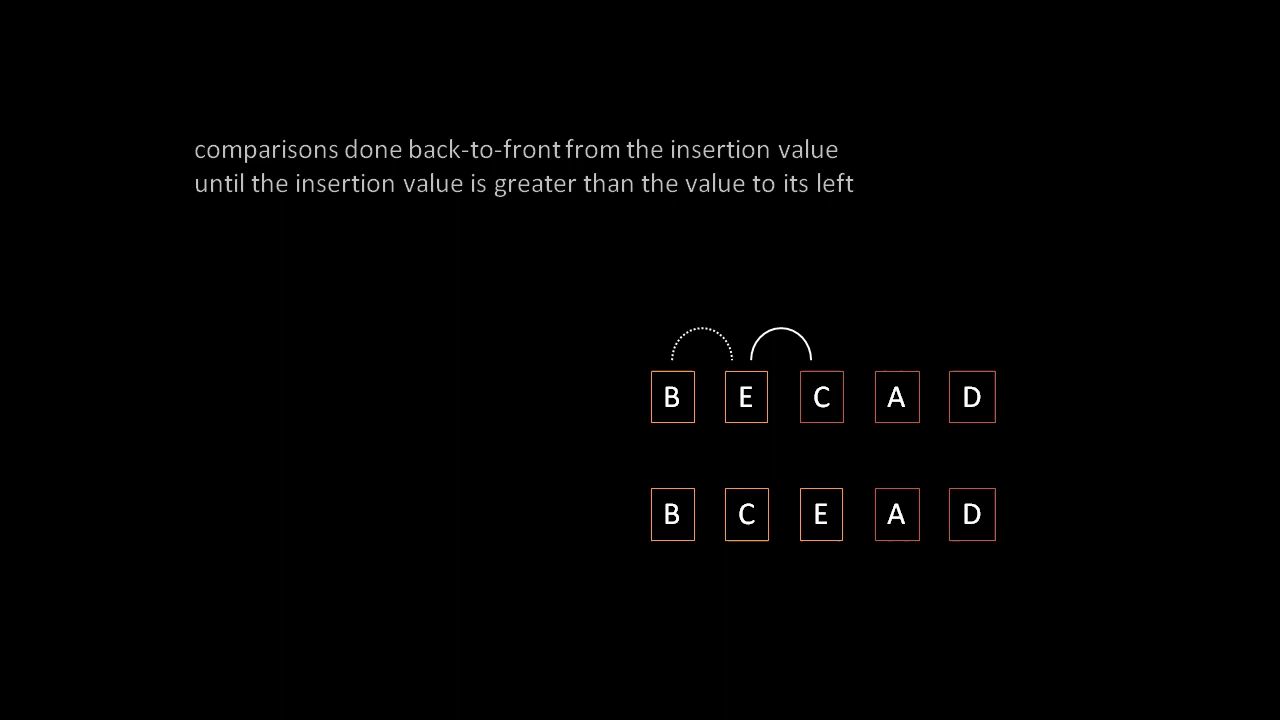 comparisons done back-to-front from the insertion value
until the insertion value is greater than the value to its left
B E C A D
B C E A D